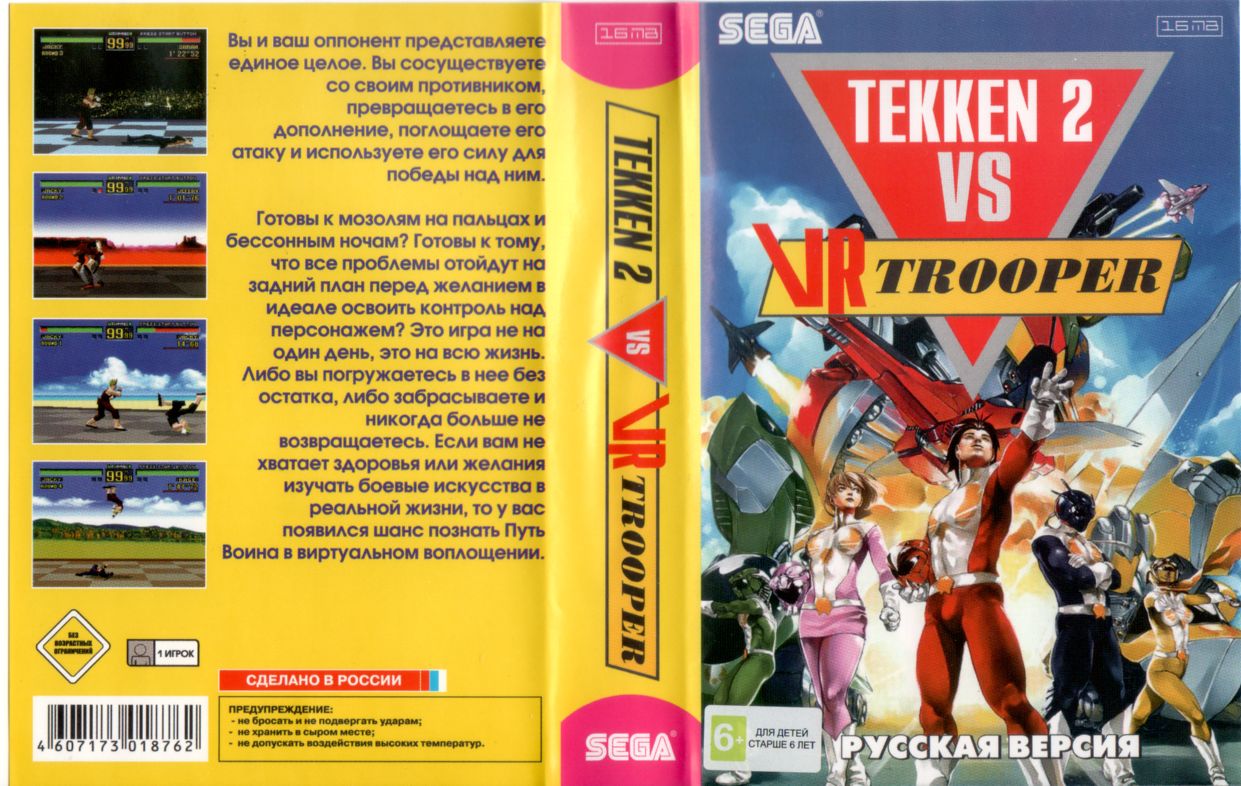 Вы и ваш оппонент представляете
единое целое. Вы сосуществуете
со своим противником,
превращаетесь в его
дополнение, поглощаете его
атаку и используете его силу для
победы над ним.
Готовы к мозолям на пальцах и
бессонным ночам? Готовы к тому,
что все проблемы отойдут на
задний план перед желанием в
идеале освоить контроль над
персонажем? Это игра не на
один день, это на всю жизнь.
Либо вы погружаетесь в нее без
остатка, либо забрасываете и
никогда больше не
возвращаетесь. Если вам не
хватает здоровья или желания
изучать боевые искусства в
реальной жизни, то у вас
появился шанс познать Путь
Воина в виртуальном воплощении.
БЕЗ
ВОЗРАСТНЫХ
ОГРАНИЧЕНИЙ
1 ИГРОК
СДЕЛАНО В РОССИИ
ПРЕДУПРЕЖДЕНИЕ:
- не бросать и не подвергать ударам;
- не хранить в сыром месте;
- не допускать воздействия высоких температур.
4 607173 018762
16MB
TEKKEN 2
VS
VR TROOPER
SEGA
SEGA
16MB
TEKKEN 2
VS
VR TROOPER
6+
ДЛЯ ДЕТЕЙ
СТАРШЕ 6 ЛЕТ
РУССКАЯ ВЕРСИЯ